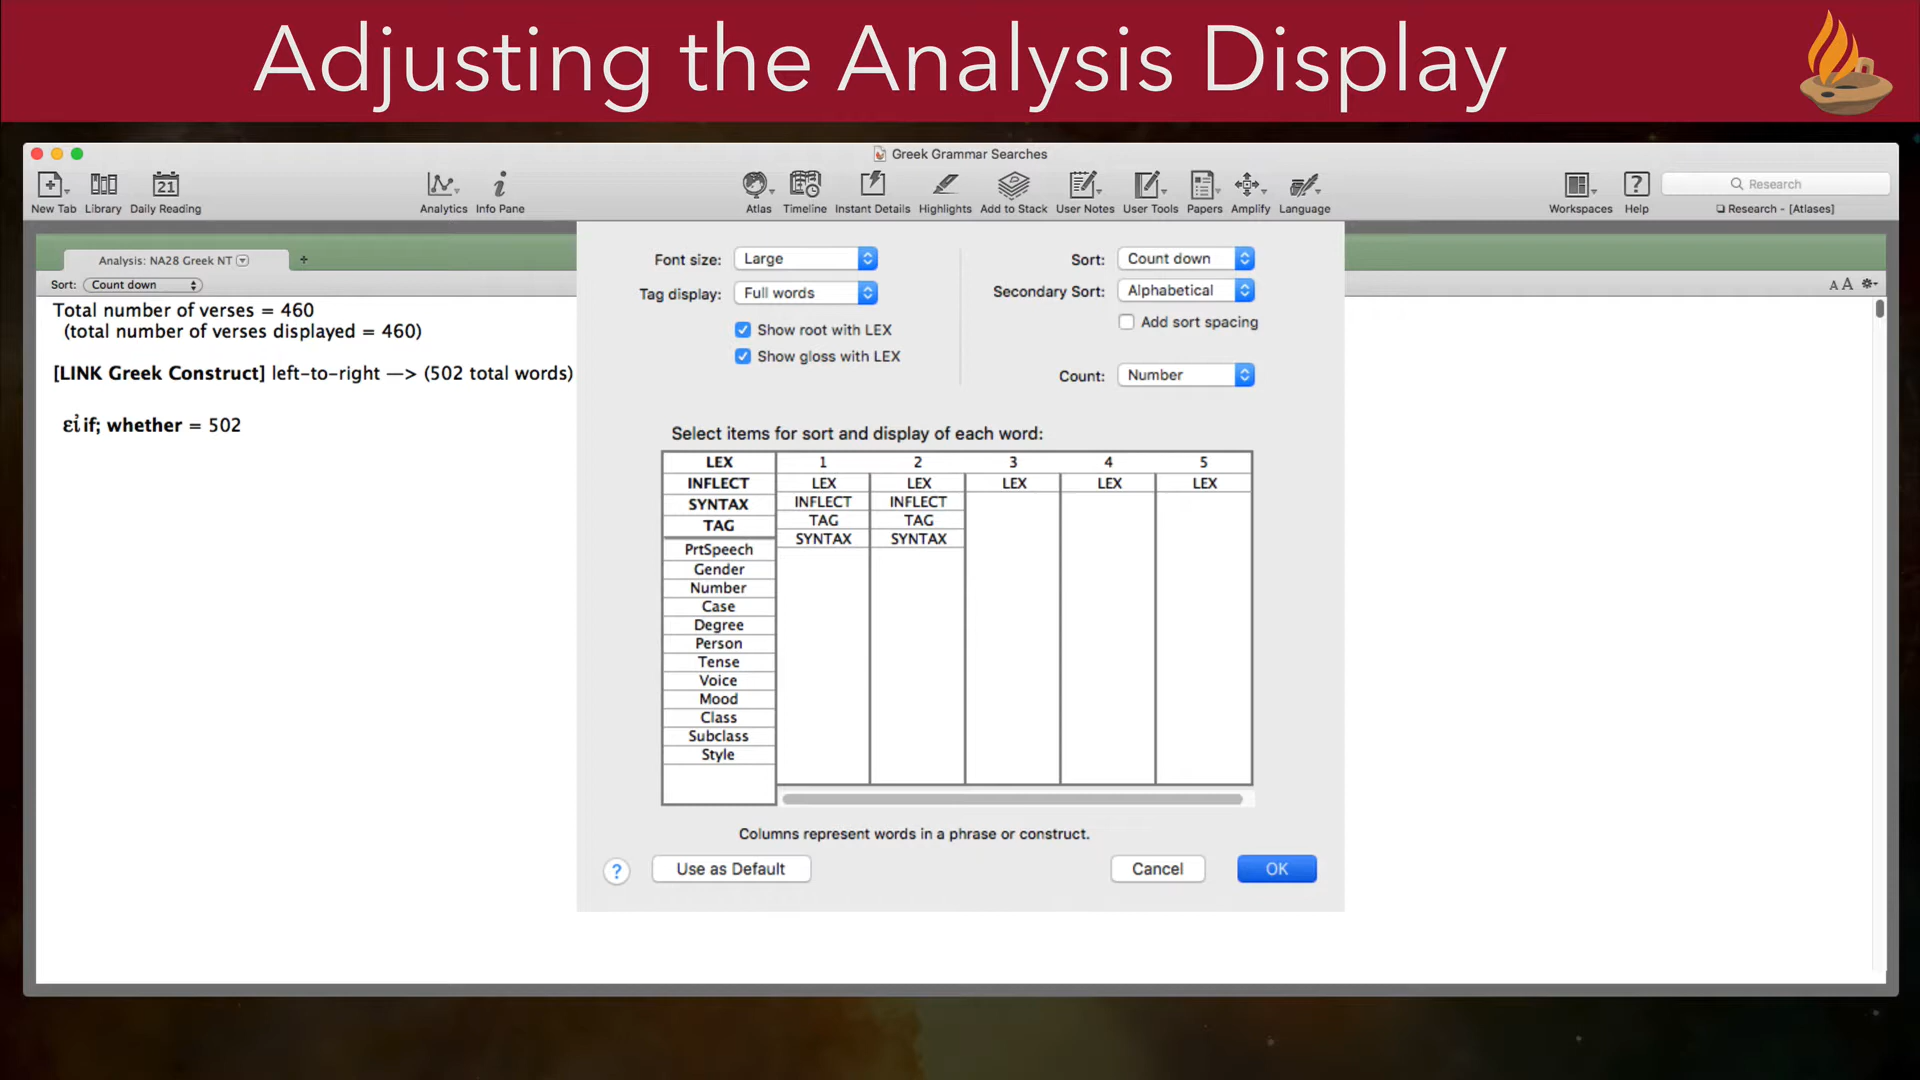 Adjusting the Analysis Display
Greek Grammar Searches
New Tab Library 21 Daily Reading Analytics Info Pane Atlas Timeline Instant Details Highlights Add to Stack User Notes User Tools Papers Amplify Language Workspaces ? Help Research
Research - [Atlases]
Analysis: NA28 Greek NT +
Sort: Count down
A A
Total number of verses = 460
(total number of verses displayed = 460)
[LINK Greek Construct] left-to-right —> (502 total words)
εἰ if; whether = 502
Font size: Large
Tag display: Full words
Show root with LEX
Show gloss with LEX
Sort: Count down
Secondary Sort: Alphabetical
Add sort spacing
Count: Number
Select items for sort and display of each word:
LEX 1 2 3 4 5
INFLECT LEX LEX LEX LEX LEX
SYNTAX INFLECT INFLECT
TAG TAG TAG
SYNTAX SYNTAX
PrtSpeech
Gender
Number
Case
Degree
Person
Tense
Voice
Mood
Class
Subclass
Style
Columns represent words in a phrase or construct.
? Use as Default Cancel OK